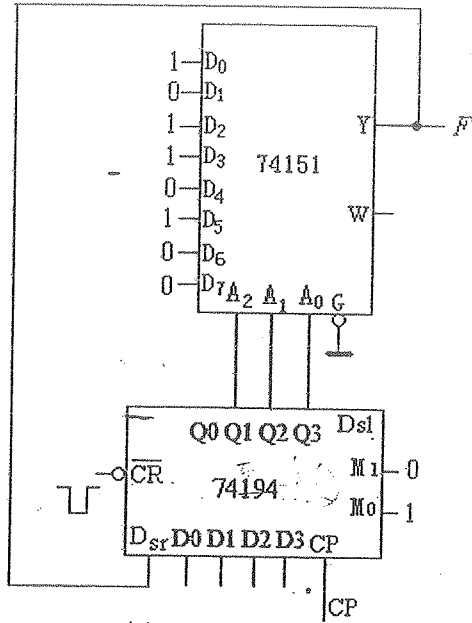 1 D0
0 D1
1 D2
1 D3
0 D4
1 D5
0 D6
0 D7
74151
Y
F
W
A2 A1 A0 G
Q0 Q1 Q2 Q3
Dsl
CR
74194
M1 0
M0 1
Dsr D0 D1 D2 D3 CP
CP